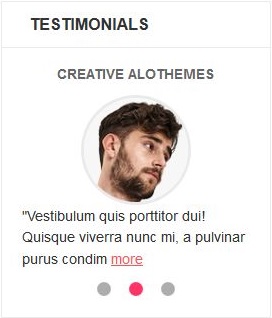 TESTIMONIALS
CREATIVE ALOTHEMES
"Vestibulum quis porttitor dui!
Quisque viverra nunc mi, a pulvinar
purus condim more